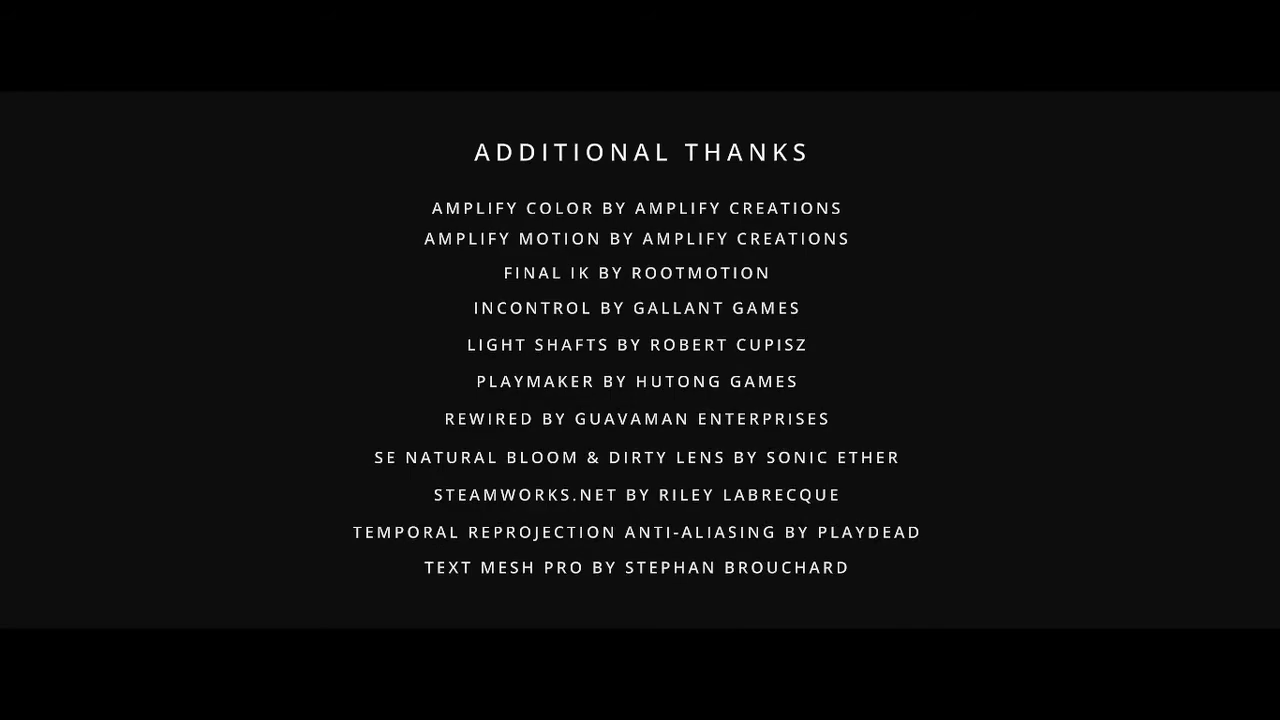 ADDITIONAL THANKS
AMPLIFY COLOR BY AMPLIFY CREATIONS
AMPLIFY MOTION BY AMPLIFY CREATIONS
FINAL IK BY ROOTMOTION
INCONTROL BY GALLANT GAMES
LIGHT SHAFTS BY ROBERT CUPISZ
PLAYMAKER BY HUTONG GAMES
REWIRED BY GUAVAMAN ENTERPRISES
SE NATURAL BLOOM & DIRTY LENS BY SONIC ETHER
STEAMWORKS.NET BY RILEY LABRECQUE
TEMPORAL REPROJECTION ANTI-ALIASING BY PLAYDEAD
TEXT MESH PRO BY STEPHAN BROUCHARD